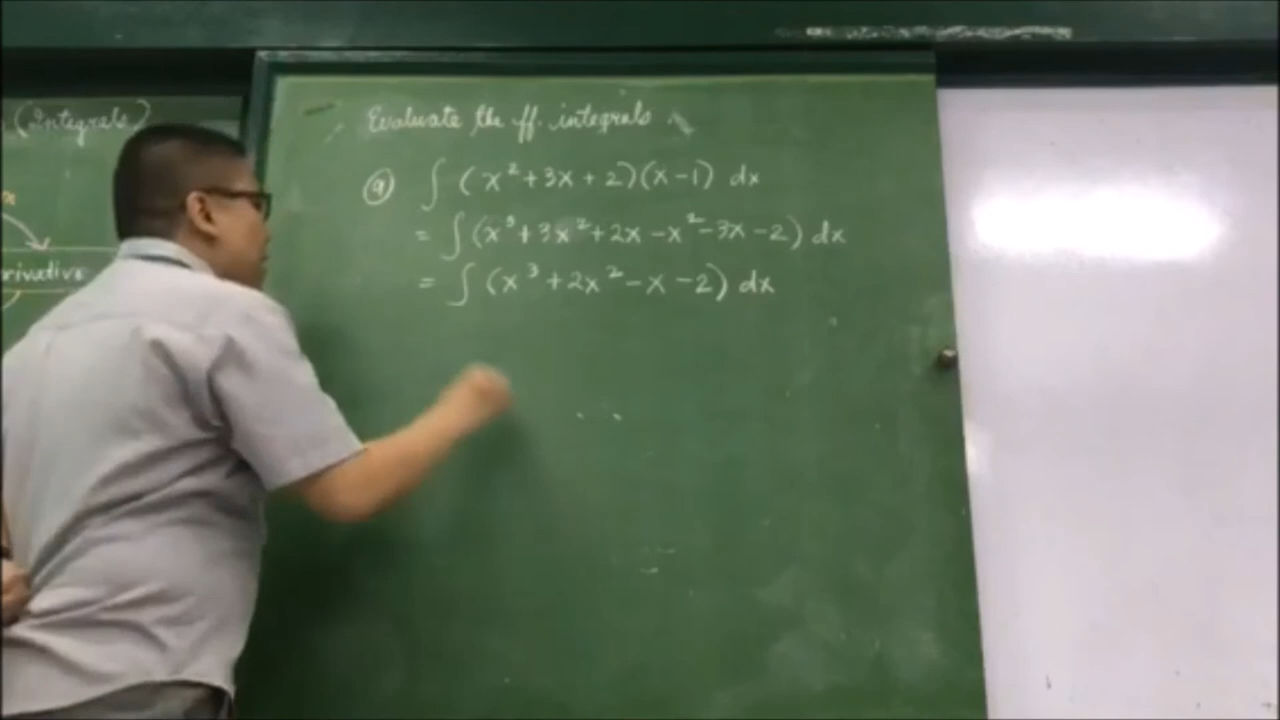 (Integrals)
rivative
Evaluate the ff. integrals
(a) ∫ (x²+3x+2)(x-1) dx
= ∫(x³+3x²+2x-x²-3x-2) dx
= ∫ (x³+2x²-x-2) dx